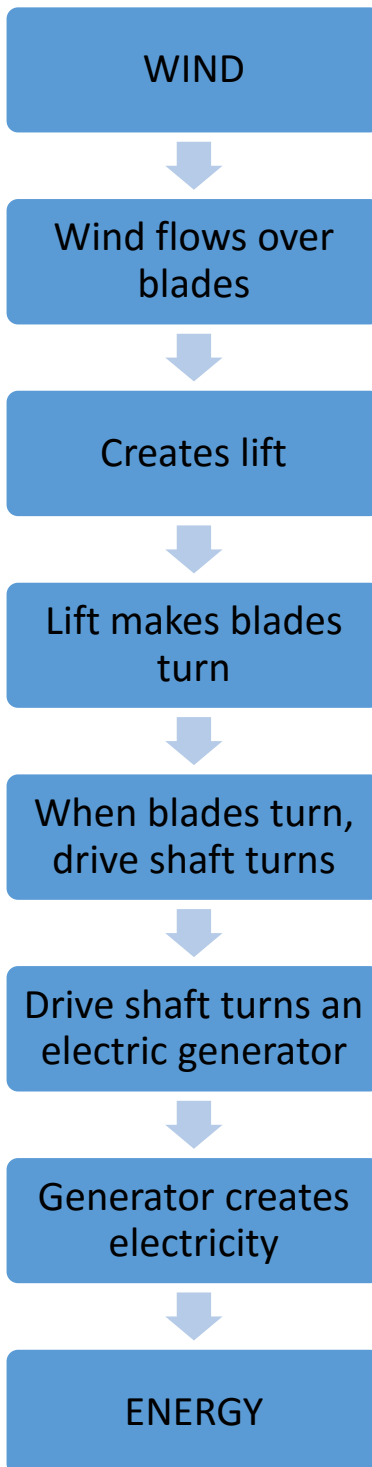 WIND
Wind flows over
blades
Creates lift
Lift makes blades
turn
When blades turn,
drive shaft turns
Drive shaft turns an
electric generator
Generator creates
electricity
ENERGY